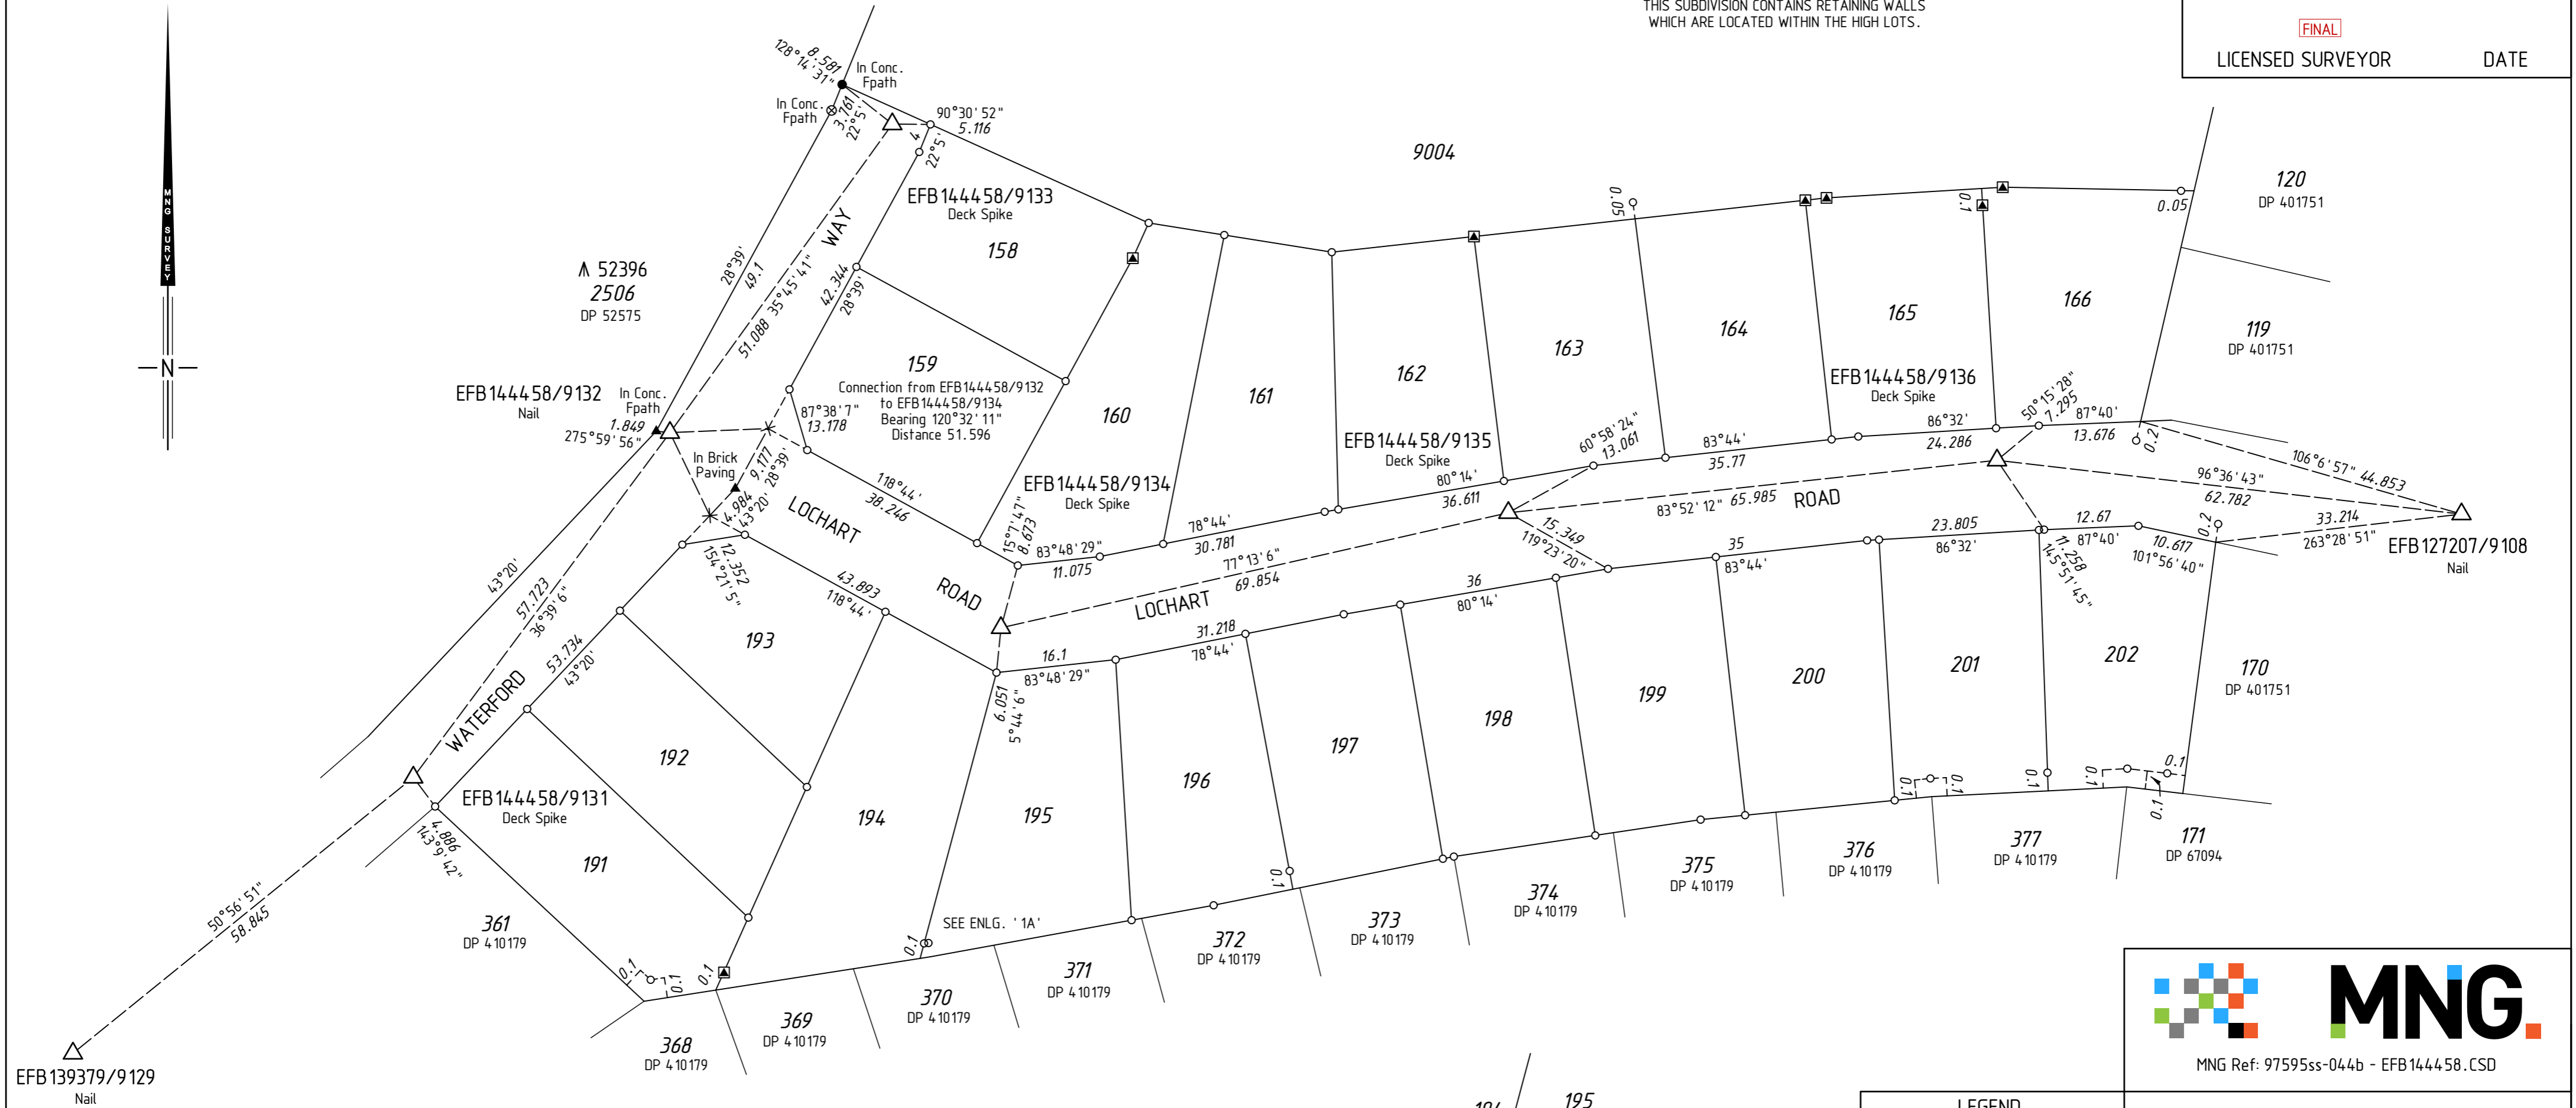 THIS SUBDIVISION CONTAINS RETAINING WALLS
WHICH ARE LOCATED WITHIN THE HIGH LOTS.
FINAL
LICENSED SURVEYOR DATE
MNG SURVEY
N
128°14'31"
8.581
In Conc.
Fpath
In Conc.
Fpath
3.761
22°5'
90°30'52"
5.116
4
22°5'
9004
EFB144458/9133
Deck Spike
158
WAY
28°39'
49.1
51.088 35°45'41"
42.344
28°39'
⩚ 52396
2506
DP 52575
EFB144458/9132
Nail
In Conc.
Fpath
1.849
275°59'56"
159
Connection from EFB144458/9132
to EFB144458/9134
Bearing 120°32'11"
Distance 51.596
87°38'7"
13.178
In Brick
Paving
9.177
28°39'
4.984
43°20'
118°44'
38.246
LOCHART
160
161
162
163
164
165
166
0.05
0.1
0.05
120
DP 401751
119
DP 401751
EFB144458/9134
Deck Spike
EFB144458/9135
Deck Spike
EFB144458/9136
Deck Spike
15°7'47"
8.673
83°48'29"
11.075
78°44'
30.781
80°14'
36.611
60°58'24"
13.061
83°44'
35.77
86°32'
24.286
50°15'28"
7.295
87°40'
13.676
0.2
106°6'57" 44.853
96°36'43"
62.782
33.214
263°28'51"
EFB127207/9108
Nail
83°52'12" 65.985
ROAD
15.349
119°23'20"
77°13'6"
69.854
LOCHART
ROAD
12.352
154°21'5"
43.893
118°44'
43°20'
57.723
36°39'6"
53.734
43°20'
WATERFORD
16.1
83°48'29"
31.218
78°44'
36
80°14'
35
83°44'
23.805
86°32'
11.258
145°51'45"
12.67
87°40'
10.617
101°56'40"
0.2
6.051
5°44'6"
193
192
191
194
195
196
197
198
199
200
201
202
170
DP 401751
EFB144458/9131
Deck Spike
4.886
143°9'42"
50°56'51"
58.845
EFB139379/9129
Nail
361
DP 410179
0.1
0.1
0.1
0.1
SEE ENLG. '1A'
0.1
0.1
0.1
0.1
0.1
0.1
0.1
368
DP 410179
369
DP 410179
370
DP 410179
371
DP 410179
372
DP 410179
373
DP 410179
374
DP 410179
375
DP 410179
376
DP 410179
377
DP 410179
171
DP 67094
MNG.
MNG Ref: 97595ss-044b - EFB144458.CSD
194
195
LEGEND